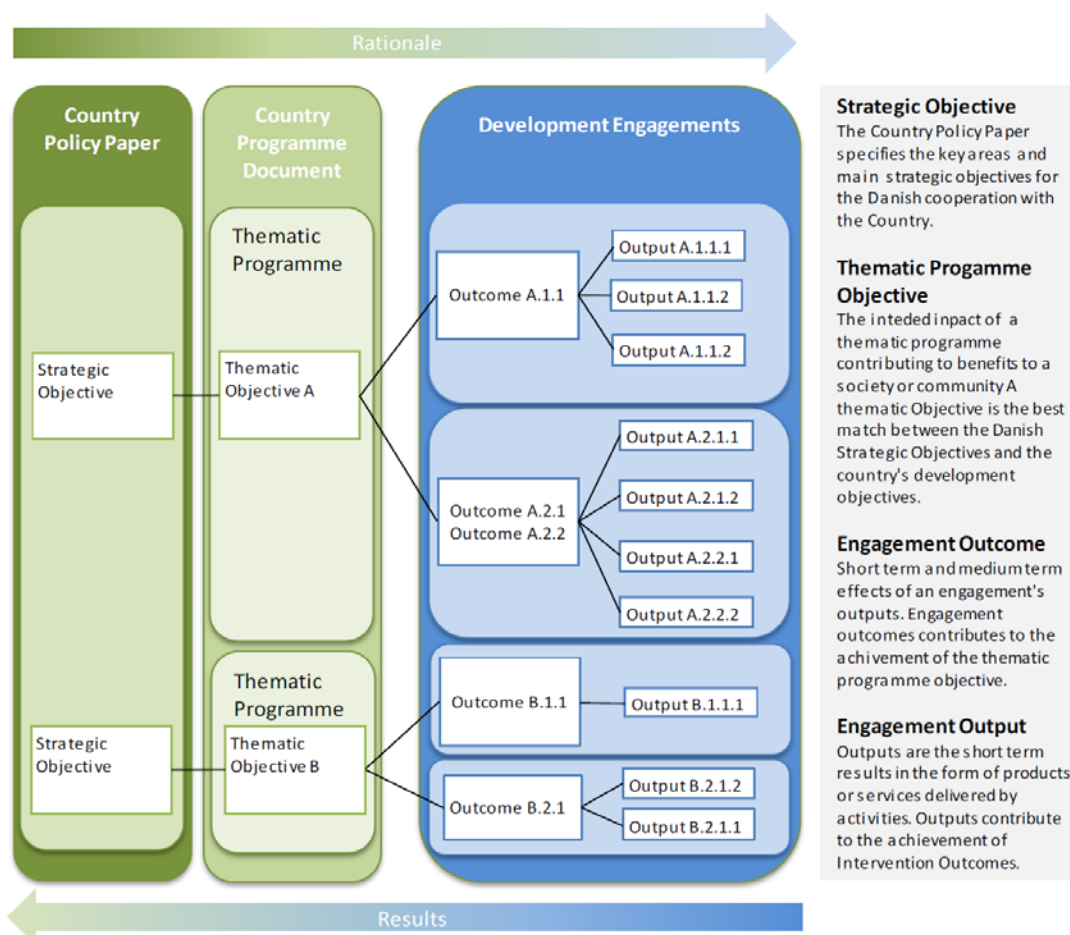 Rationale
Country
Policy Paper
Country
Programme
Document
Development Engagements
Thematic
Programme
Strategic
Objective
Thematic
Objective A
Outcome A.1.1
Output A.1.1.1
Output A.1.1.2
Output A.1.1.2
Outcome A.2.1
Outcome A.2.2
Output A.2.1.1
Output A.2.1.2
Output A.2.2.1
Output A.2.2.2
Thematic
Programme
Strategic
Objective
Thematic
Objective B
Outcome B.1.1
Output B.1.1.1
Outcome B.2.1
Output B.2.1.2
Output B.2.1.1
Results
Strategic Objective
The Country Policy Paper
specifies the key areas and
main strategic objectives for
the Danish cooperation with
the Country.
Thematic Progamme
Objective
The inteded inpact of a
thematic programme
contributing to benefits to a
society or community A
thematic Objective is the best
match between the Danish
Strategic Objectives and the
country's development
objectives.
Engagement Outcome
Short term and medium term
effects of an engagement's
outputs. Engagement
outcomes contributes to the
achivement of the thematic
programme objective.
Engagement Output
Outputs are the short term
results in the form of products
or services delivered by
activities. Outputs contribute
to the achievement of
Intervention Outcomes.